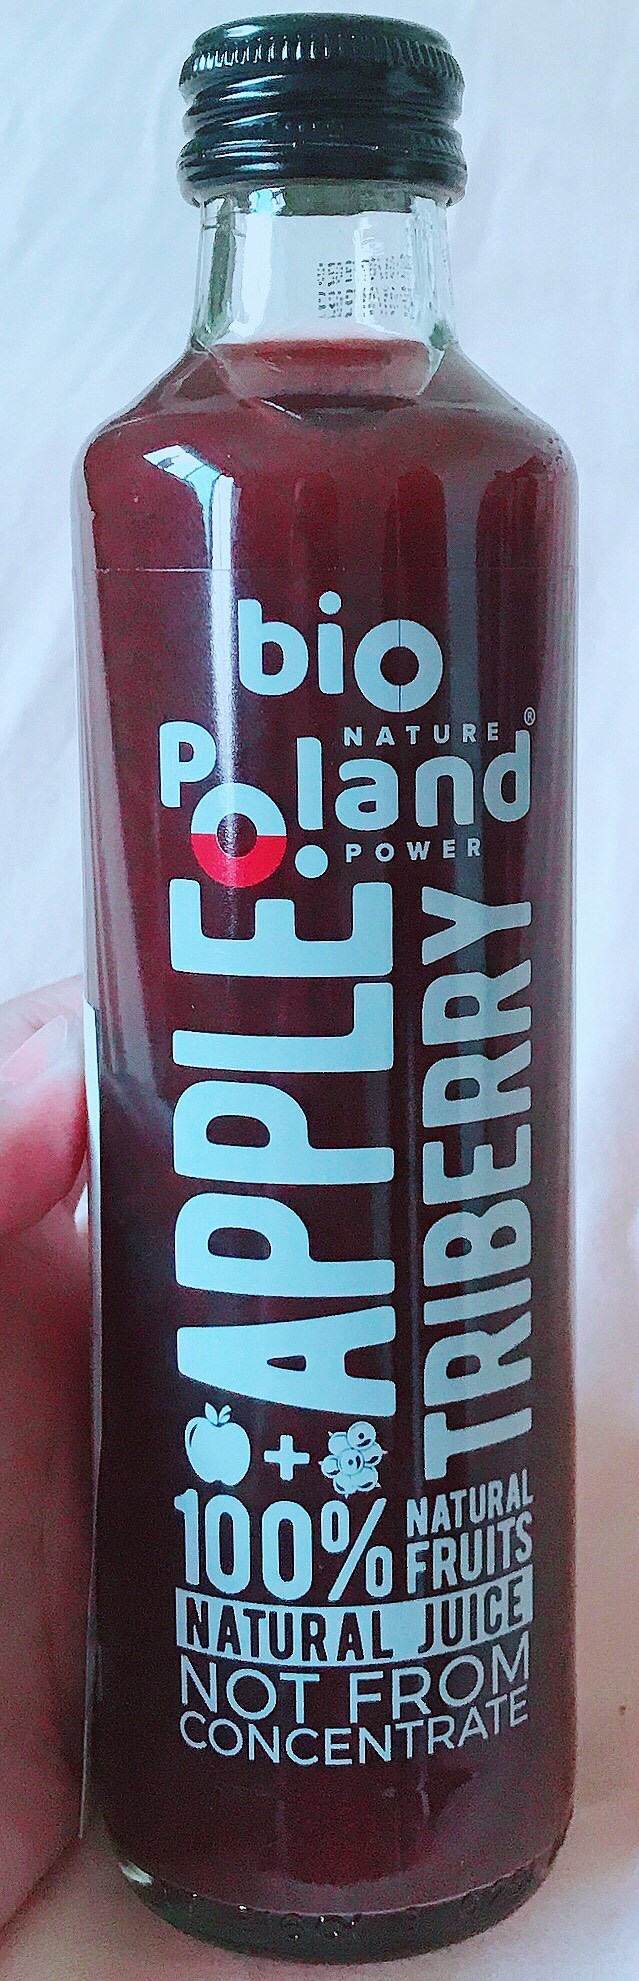 bio
NATURE
Poland®
POWER
APPLE
TRIBERRY
+
100% NATURAL FRUITS
NATURAL JUICE
NOT FROM
CONCENTRATE